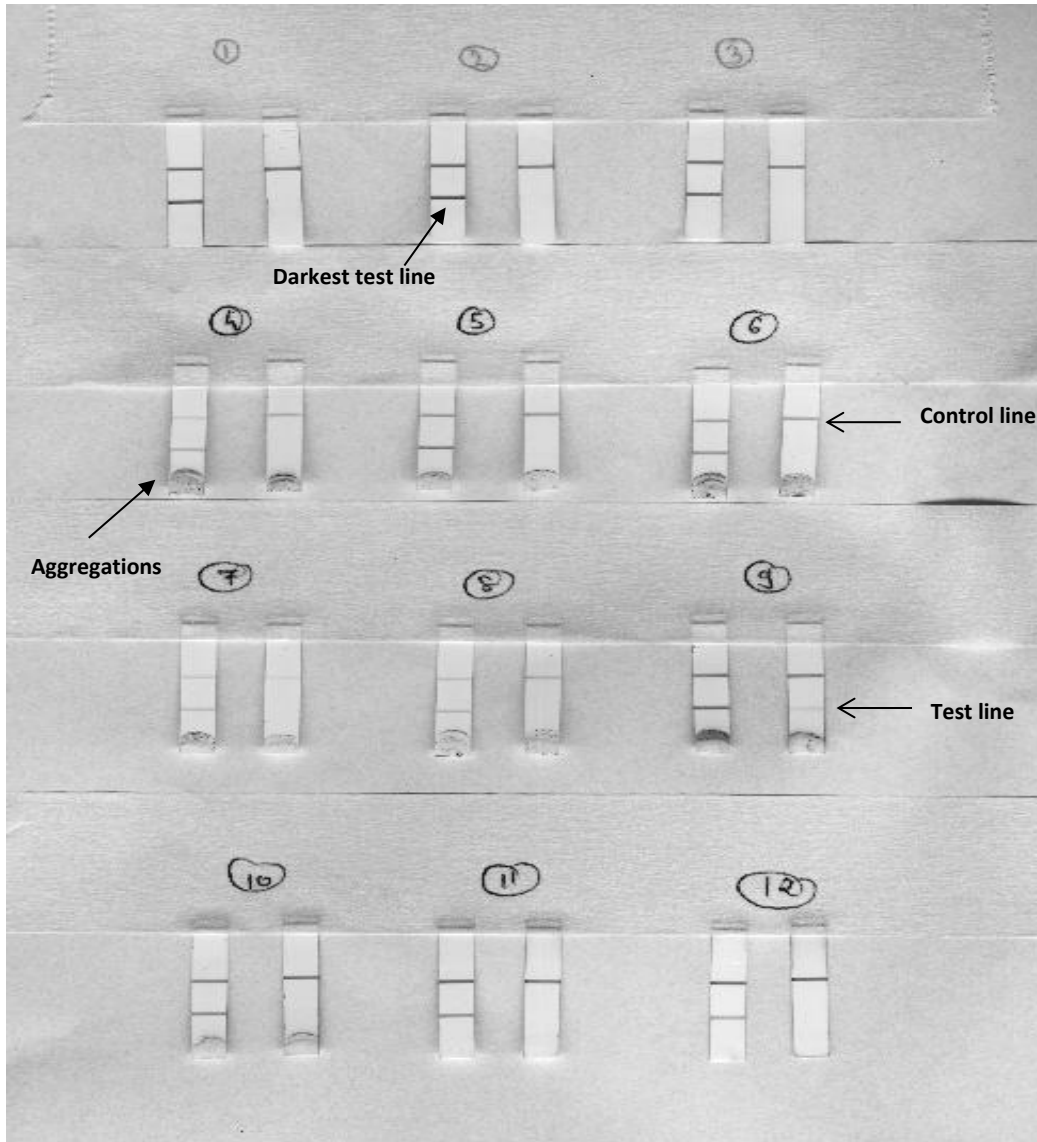 1 2 3
Darkest test line
4 5 6
Control line
Aggregations
7 8 9
Test line
10 11 12